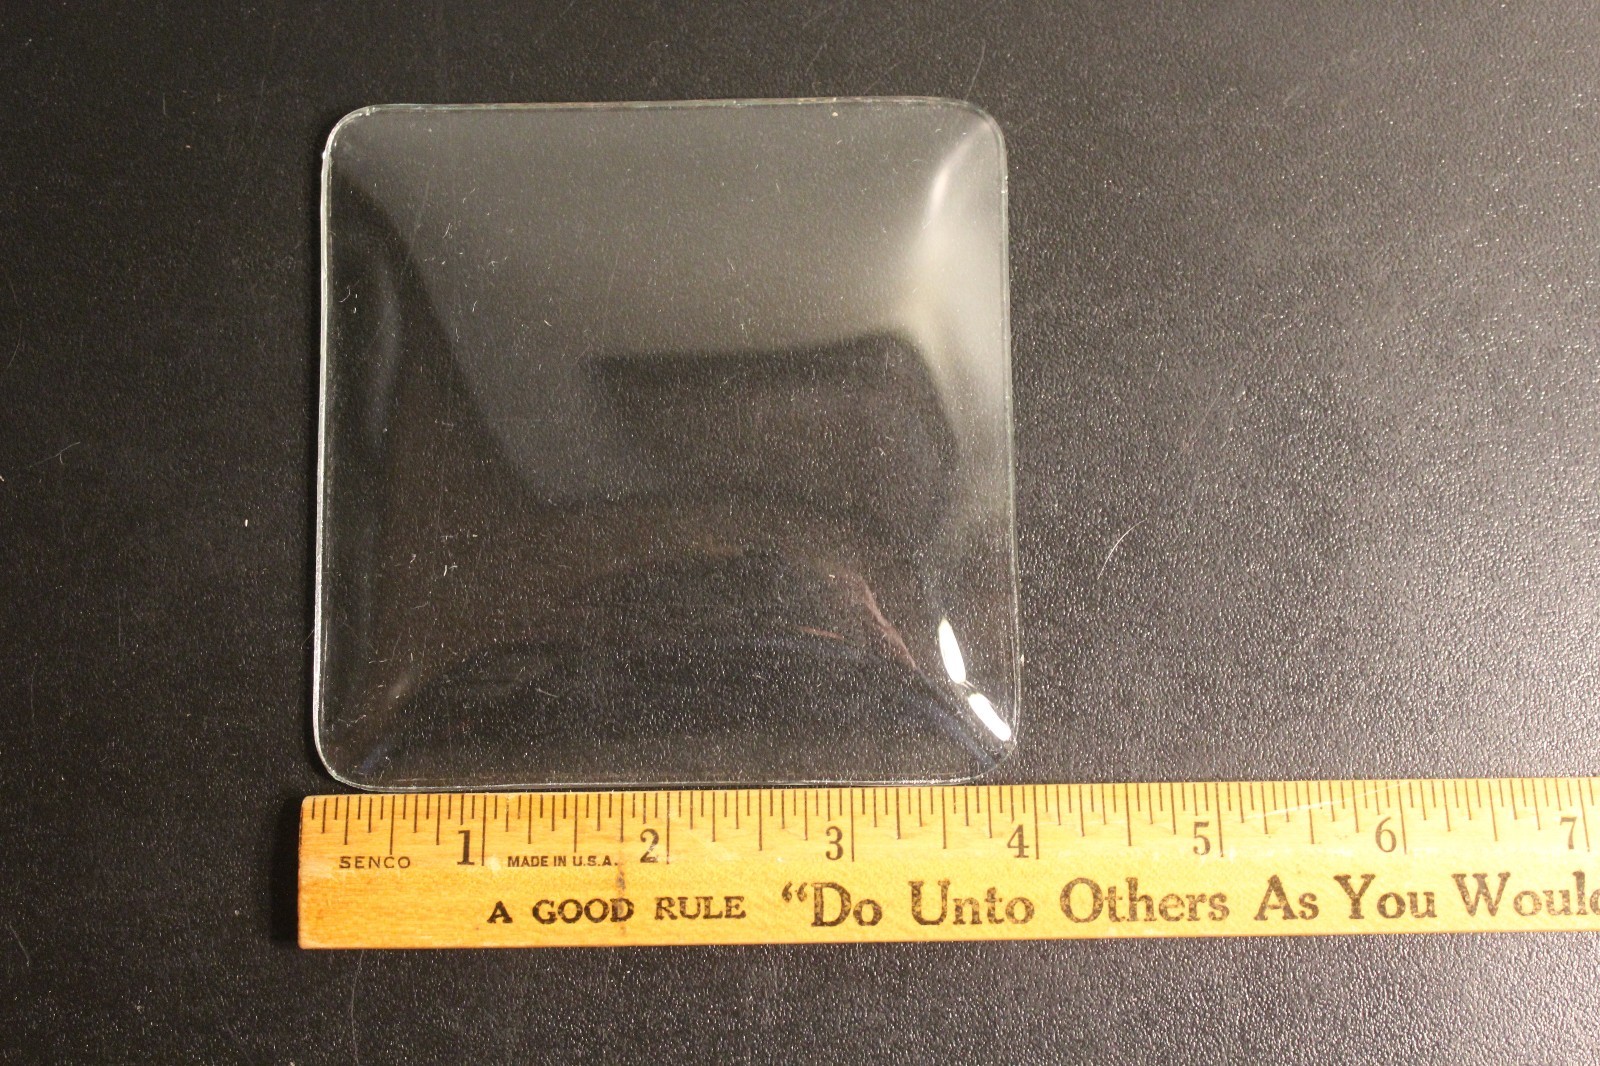 1 2 3 4 5 6 7
SENCO MADE IN U.S.A.
A GOOD RULE "Do Unto Others As You Would